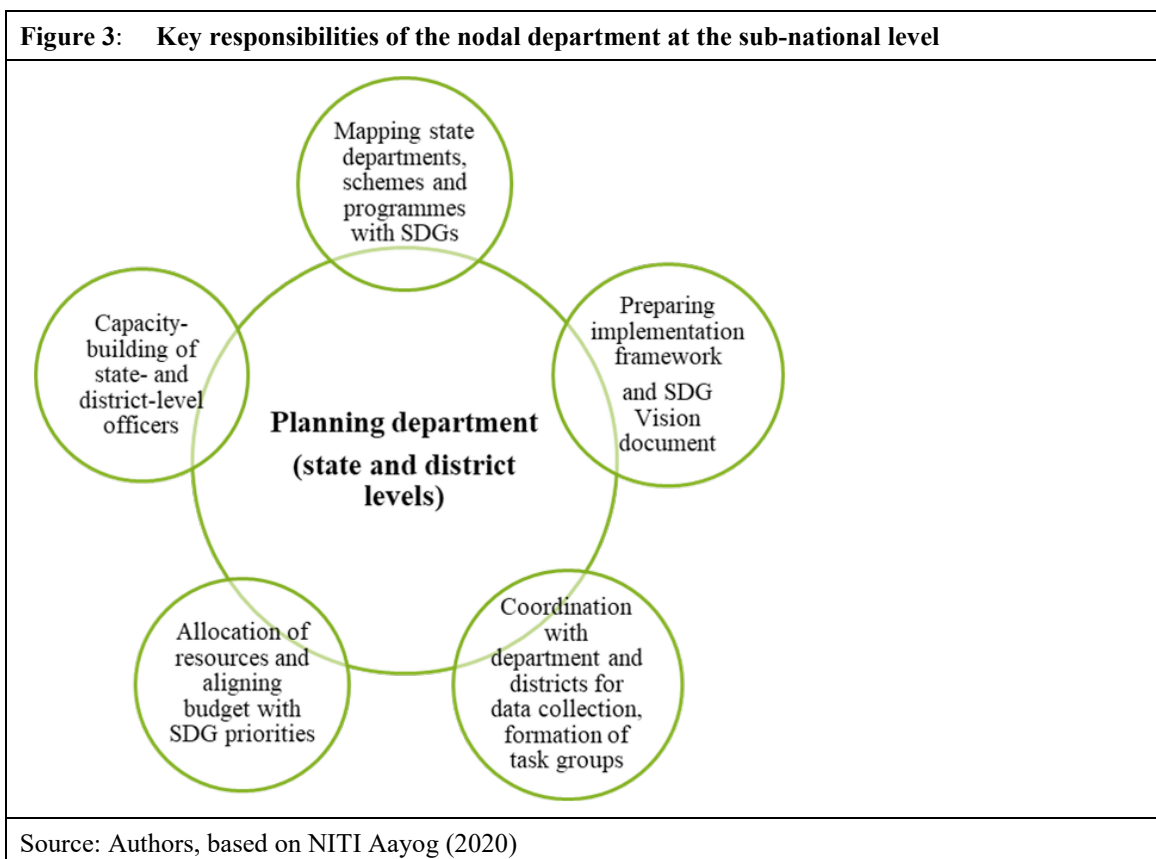 Figure 3: Key responsibilities of the nodal department at the sub-national level
Mapping state
departments,
schemes and
programmes
with SDGs
Preparing
implementation
framework
and SDG
Vision
document
Capacity-
building of
state- and
district-level
officers
Planning department
(state and district
levels)
Coordination
with
department and
districts for
data collection,
formation of
task groups
Allocation of
resources and
aligning
budget with
SDG priorities
Source: Authors, based on NITI Aayog (2020)